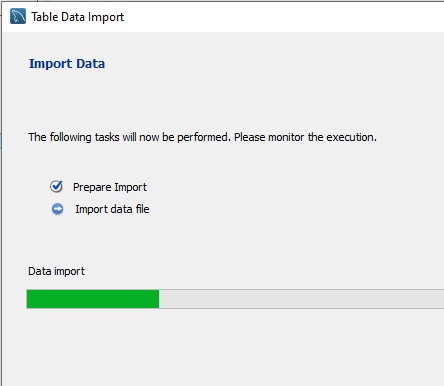 Table Data Import
Import Data
The following tasks will now be performed. Please monitor the execution.
Prepare Import
Import data file
Data import